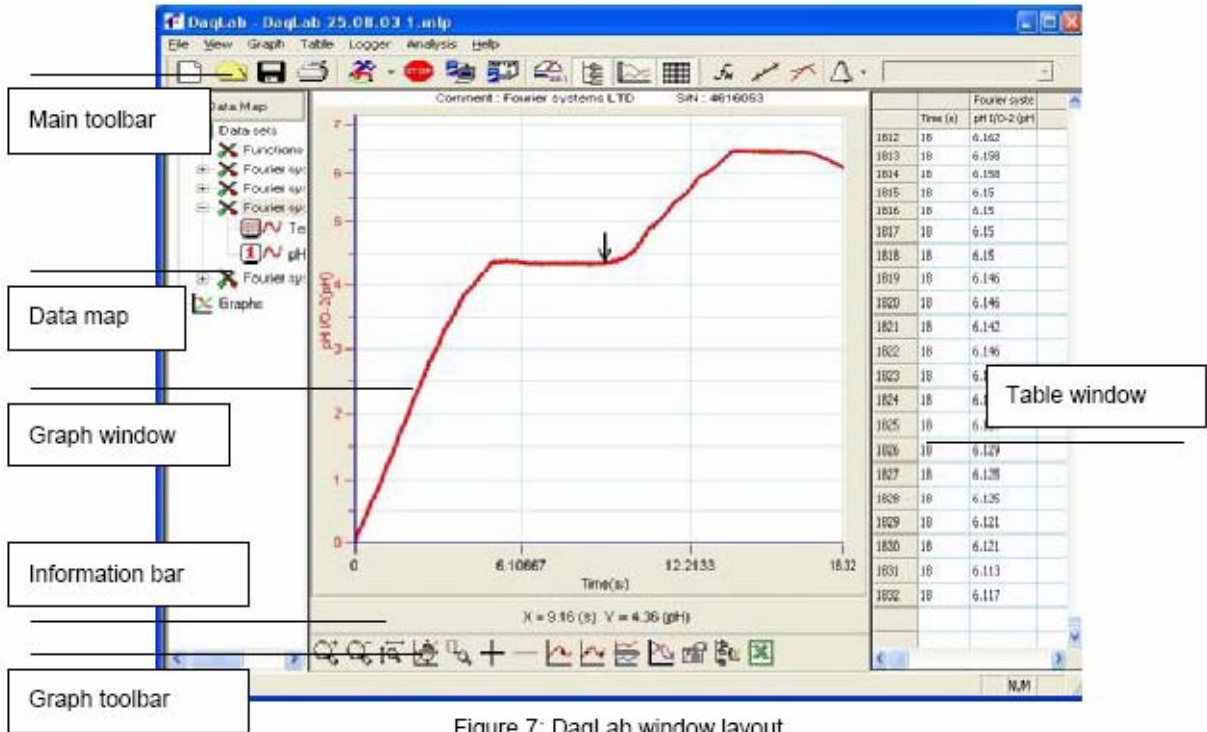 DaqLab - DaqLab 25.08.03 1.mlp
File View Graph Table Logger Analysis Help
STOP
Main toolbar
Data Map
Data sets
Functions
Fourier sys
Fourier sys
Fourier sys
Te
pH
Fourier sys
Graphs
Data map
Graph window
Information bar
Graph toolbar
Comment : Fourier systems LTD S/N : 4616053
pH I/O-2(pH)
7
6
5
4
3
2
1
0
0 6.10667 12.2133 18.32
Time(s)
X = 9.16 (s) Y = 4.36 (pH)
Fourier syste
Time (s) pH I/O-2 (pH
1812 18 6.162
1813 18 6.158
1814 18 6.158
1815 18 6.15
1816 18 6.15
1817 18 6.15
1818 18 6.15
1819 18 6.146
1820 18 6.146
1821 18 6.142
1822 18 6.146
1823 18
1824 18
1825 18
1826 18 6.129
1827 18 6.125
1828 18 6.125
1829 18 6.121
1830 18 6.121
1831 18 6.113
1832 18 6.117
Table window
NUM
Figure 7: DaqLab window layout